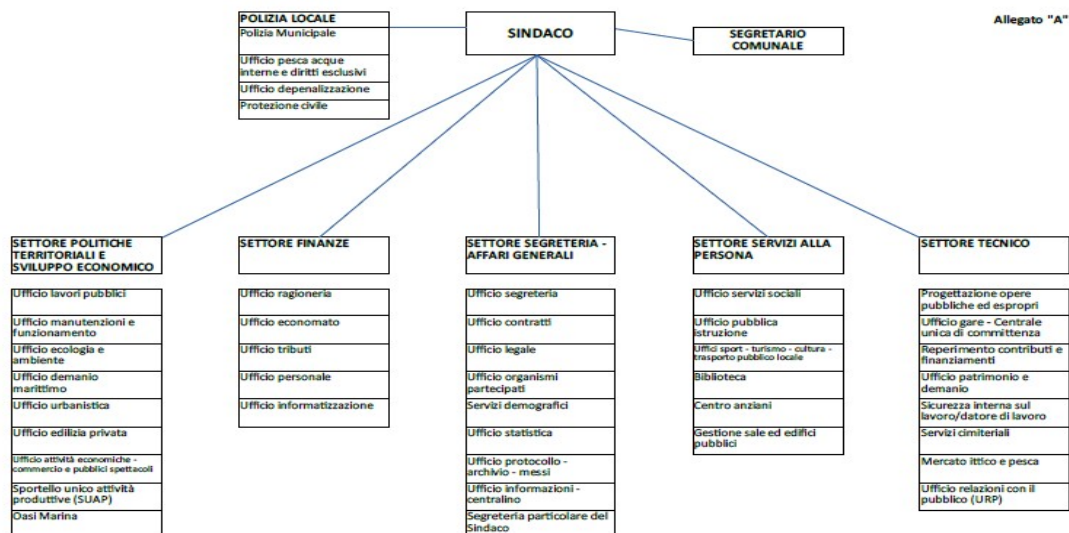 Allegato "A"
POLIZIA LOCALE
Polizia Municipale
Ufficio pesca acque
interne e diritti esclusivi
Ufficio depenalizzazione
Protezione civile
SINDACO
SEGRETARIO
COMUNALE
SETTORE POLITICHE
TERRITORIALI E
SVILUPPO ECONOMICO
Ufficio lavori pubblici
Ufficio manutenzioni e
funzionamento
Ufficio ecologia e
ambiente
Ufficio demanio
marittimo
Ufficio urbanistica
Ufficio edilizia privata
Ufficio attività economiche -
commercio e pubblici spettacoli
Sportello unico attività
produttive (SUAP)
Oasi Marina
SETTORE FINANZE
Ufficio ragioneria
Ufficio economato
Ufficio tributi
Ufficio personale
Ufficio informatizzazione
SETTORE SEGRETERIA -
AFFARI GENERALI
Ufficio segreteria
Ufficio contratti
Ufficio legale
Ufficio organismi
partecipati
Servizi demografici
Ufficio statistica
Ufficio protocollo -
archivio - messi
Ufficio informazioni -
centralino
Segreteria particolare del
Sindaco
SETTORE SERVIZI ALLA
PERSONA
Ufficio servizi sociali
Ufficio pubblica
istruzione
Uffici sport - turismo - cultura -
trasporto pubblico locale
Biblioteca
Centro anziani
Gestione sale ed edifici
pubblici
SETTORE TECNICO
Progettazione opere
pubbliche ed espropri
Ufficio gare - Centrale
unica di committenza
Reperimento contributi e
finanziamenti
Ufficio patrimonio e
demanio
Sicurezza interna sul
lavoro/datore di lavoro
Servizi cimiteriali
Mercato ittico e pesca
Ufficio relazioni con il
pubblico (URP)